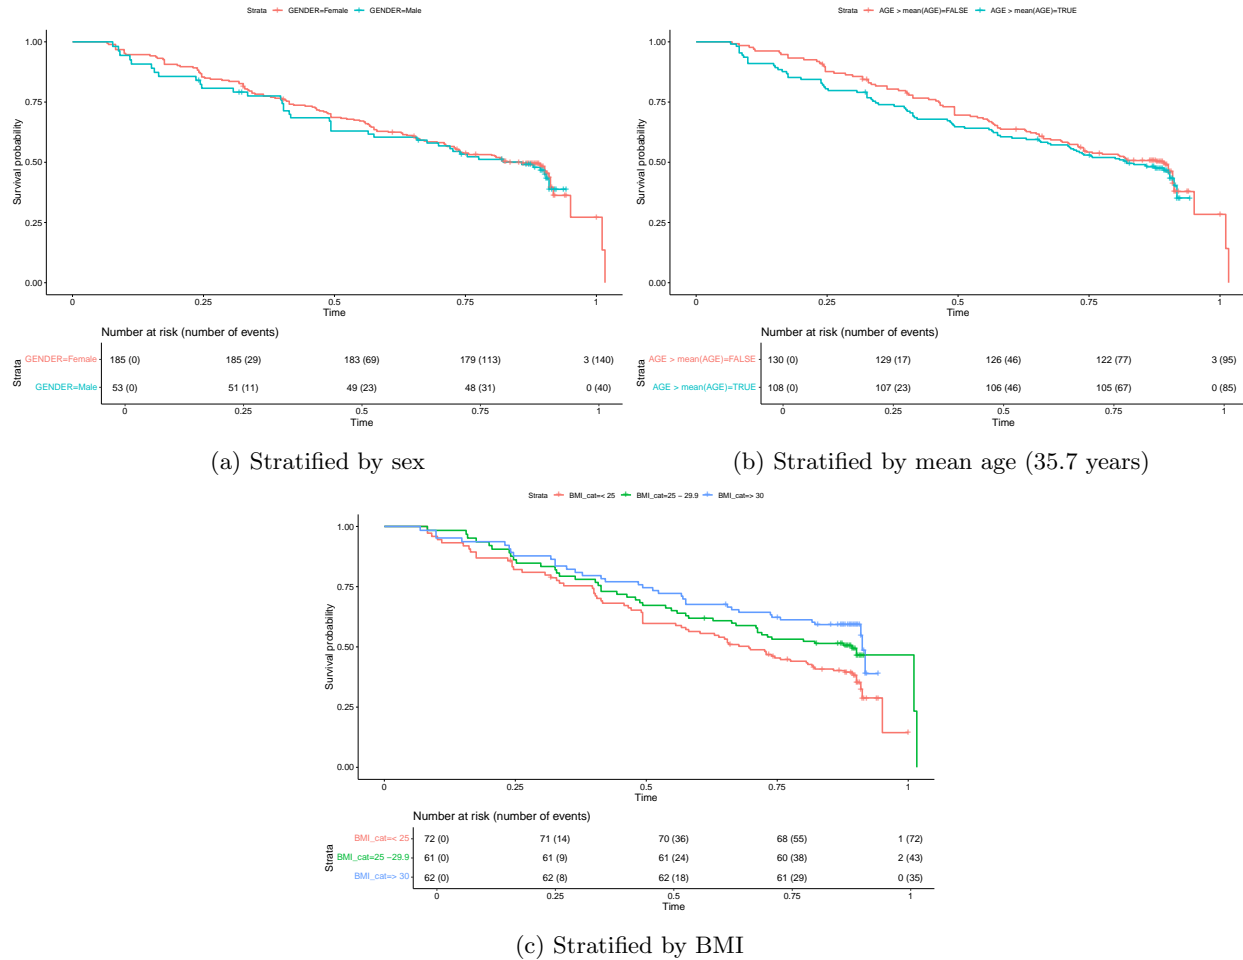 Strata GENDER=Female GENDER=Male
1.00
0.75
0.50
0.25
0.00
Survival probability
0 0.25 0.5 0.75 1
Time
Number at risk (number of events)
Strata
GENDER=Female 185 (0) 185 (29) 183 (69) 179 (113) 3 (140)
GENDER=Male 53 (0) 51 (11) 49 (23) 48 (31) 0 (40)
0 0.25 0.5 0.75 1
Time
(a) Stratified by sex
Strata AGE > mean(AGE)=FALSE AGE > mean(AGE)=TRUE
1.00
0.75
0.50
0.25
0.00
Survival probability
0 0.25 0.5 0.75 1
Time
Number at risk (number of events)
Strata
AGE > mean(AGE)=FALSE 130 (0) 129 (17) 126 (46) 122 (77) 3 (95)
AGE > mean(AGE)=TRUE 108 (0) 107 (23) 106 (46) 105 (67) 0 (85)
0 0.25 0.5 0.75 1
Time
(b) Stratified by mean age (35.7 years)
Strata BMI_cat=< 25 BMI_cat=25 − 29.9 BMI_cat=> 30
1.00
0.75
0.50
0.25
0.00
Survival probability
0 0.25 0.5 0.75 1
Time
Number at risk (number of events)
Strata
BMI_cat=< 25 72 (0) 71 (14) 70 (36) 68 (55) 1 (72)
BMI_cat=25 −29.9 61 (0) 61 (9) 61 (24) 60 (38) 2 (43)
BMI_cat=> 30 62 (0) 62 (8) 62 (18) 61 (29) 0 (35)
0 0.25 0.5 0.75 1
Time
(c) Stratified by BMI